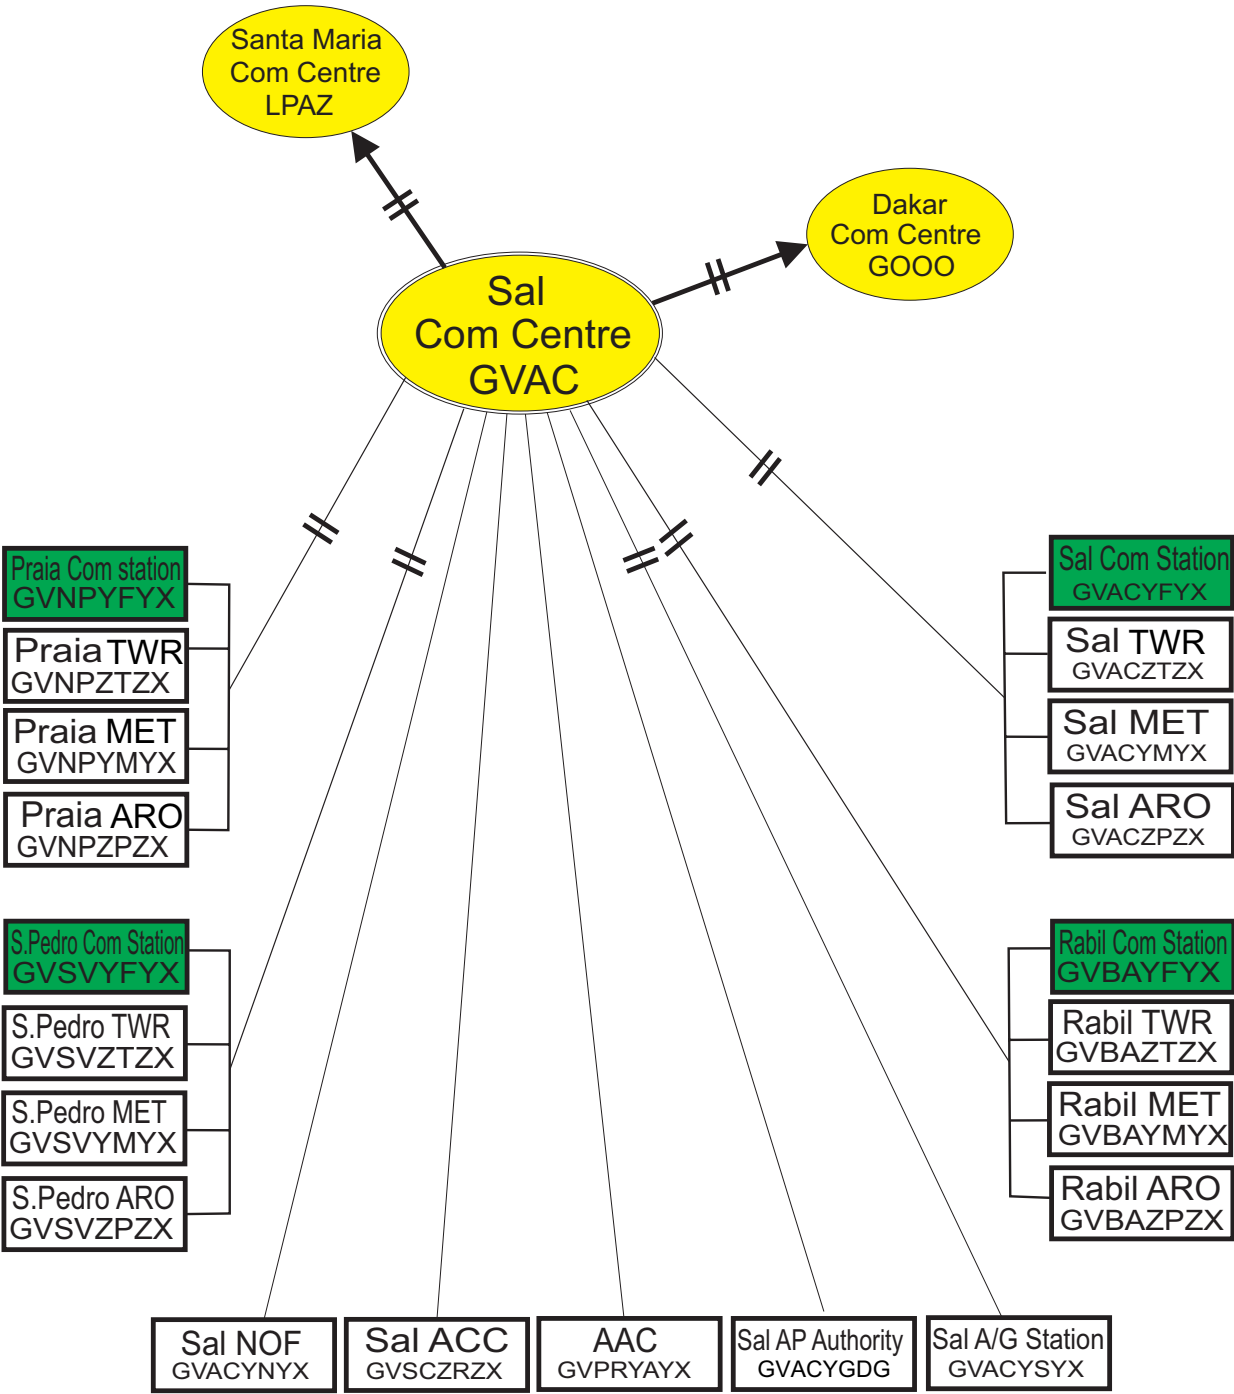 Santa Maria
Com Centre
LPAZ
Dakar
Com Centre
GOOO
Sal
Com Centre
GVAC
Praia Com station
GVNPYFYX
Praia TWR
GVNPZTZX
Praia MET
GVNPYMYX
Praia ARO
GVNPZPZX
Sal Com Station
GVACYFYX
Sal TWR
GVACZTZX
Sal MET
GVACYMYX
Sal ARO
GVACZPZX
S.Pedro Com Station
GVSVYFYX
S.Pedro TWR
GVSVZTZX
S.Pedro MET
GVSVYMYX
S.Pedro ARO
GVSVZPZX
Rabil Com Station
GVBAYFYX
Rabil TWR
GVBAZTZX
Rabil MET
GVBAYMYX
Rabil ARO
GVBAZPZX
Sal NOF
GVACYNYX
Sal ACC
GVSCZRZX
AAC
GVPRYAYX
Sal AP Authority
GVACYGDG
Sal A/G Station
GVACYSYX